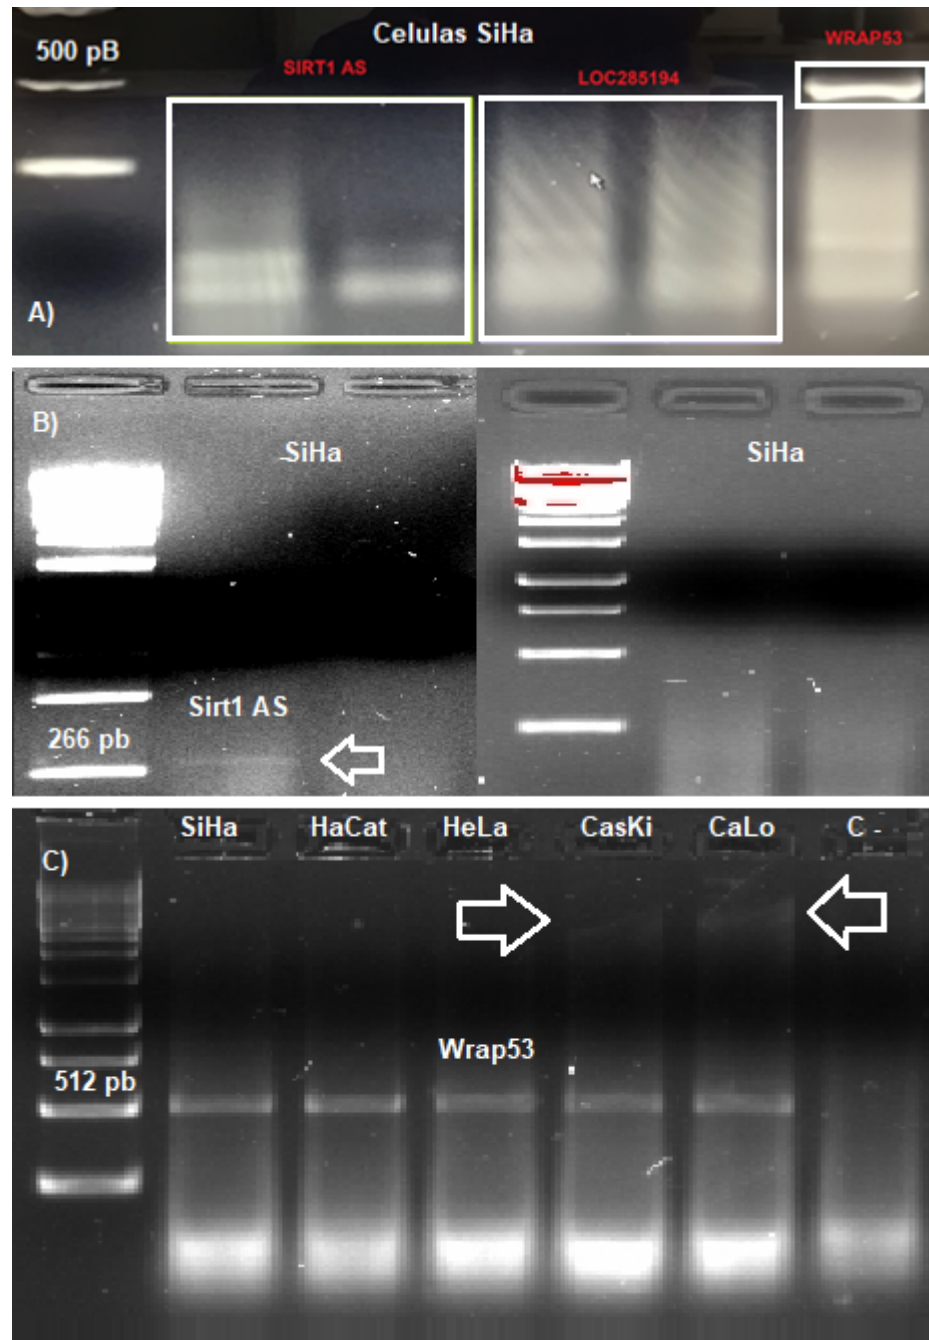 Celulas SiHa
500 pB
SIRT1 AS
LOC285194
WRAP53
A)
B)
SiHa
SiHa
Sirt1 AS
266 pb
C)
SiHa
HaCat
HeLa
CasKi
CaLo
C -
Wrap53
512 pb